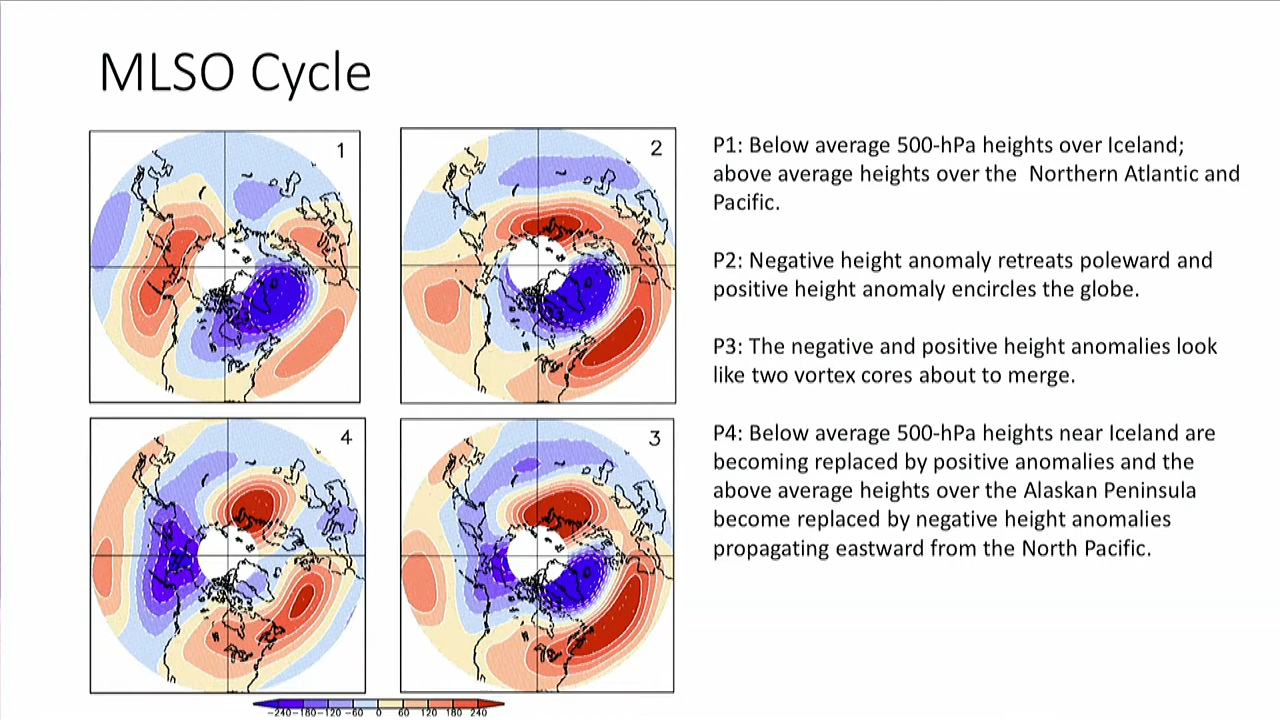 MLSO Cycle
1
2
P1: Below average 500-hPa heights over Iceland;
above average heights over the Northern Atlantic and
Pacific.
P2: Negative height anomaly retreats poleward and
positive height anomaly encircles the globe.
P3: The negative and positive height anomalies look
like two vortex cores about to merge.
4
3
P4: Below average 500-hPa heights near Iceland are
becoming replaced by positive anomalies and the
above average heights over the Alaskan Peninsula
become replaced by negative height anomalies
propagating eastward from the North Pacific.
-240 -180 -120 -60 0 60 120 180 240